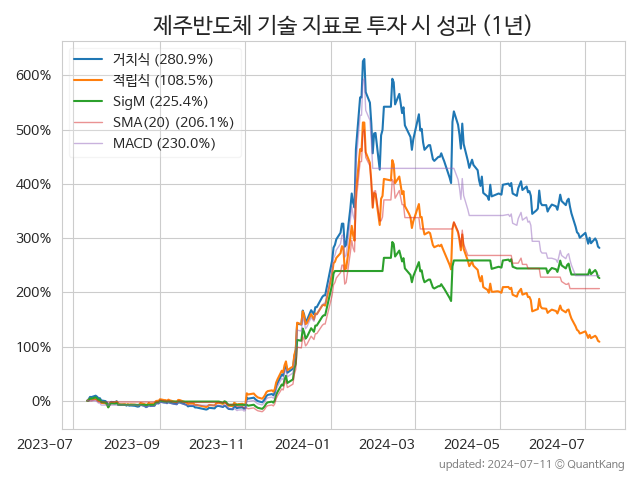 제주반도체 기술 지표로 투자 시 성과 (1년)
거치식 (280.9%)
적립식 (108.5%)
SigM (225.4%)
SMA(20) (206.1%)
MACD (230.0%)
600%
500%
400%
300%
200%
100%
0%
2023-07 2023-09 2023-11 2024-01 2024-03 2024-05 2024-07
updated: 2024-07-11 © QuantKang